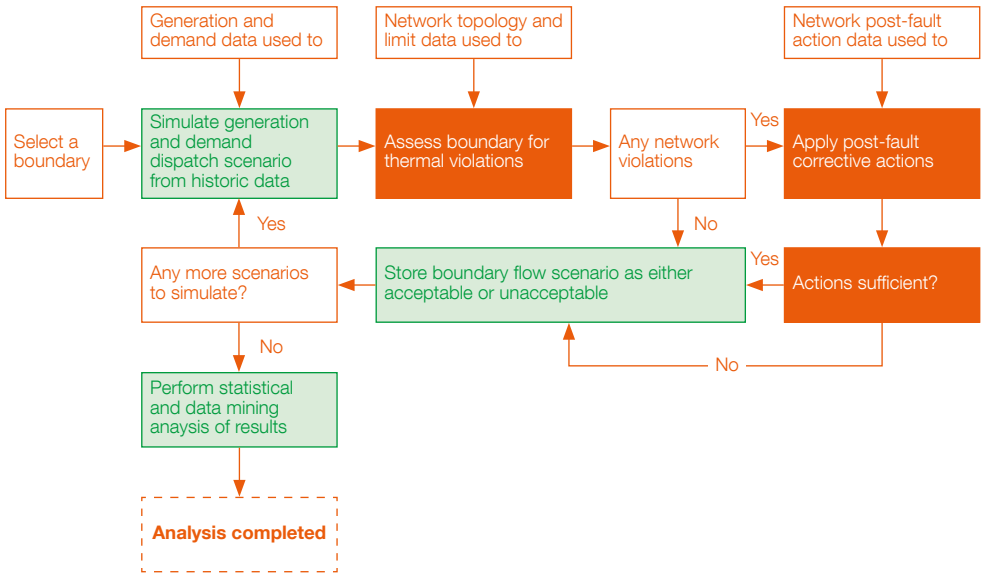 Generation and
demand data used to
Network topology and
limit data used to
Network post-fault
action data used to
Select a
boundary
Simulate generation
and demand
dispatch scenario
from historic data
Assess boundary for
thermal violations
Any network
violations
Yes
Apply post-fault
corrective actions
Yes
No
Any more scenarios
to simulate?
Store boundary flow scenario as either
acceptable or unacceptable
Yes
Actions sufficient?
No
No
Perform statistical
and data mining
anaysis of results
Analysis completed